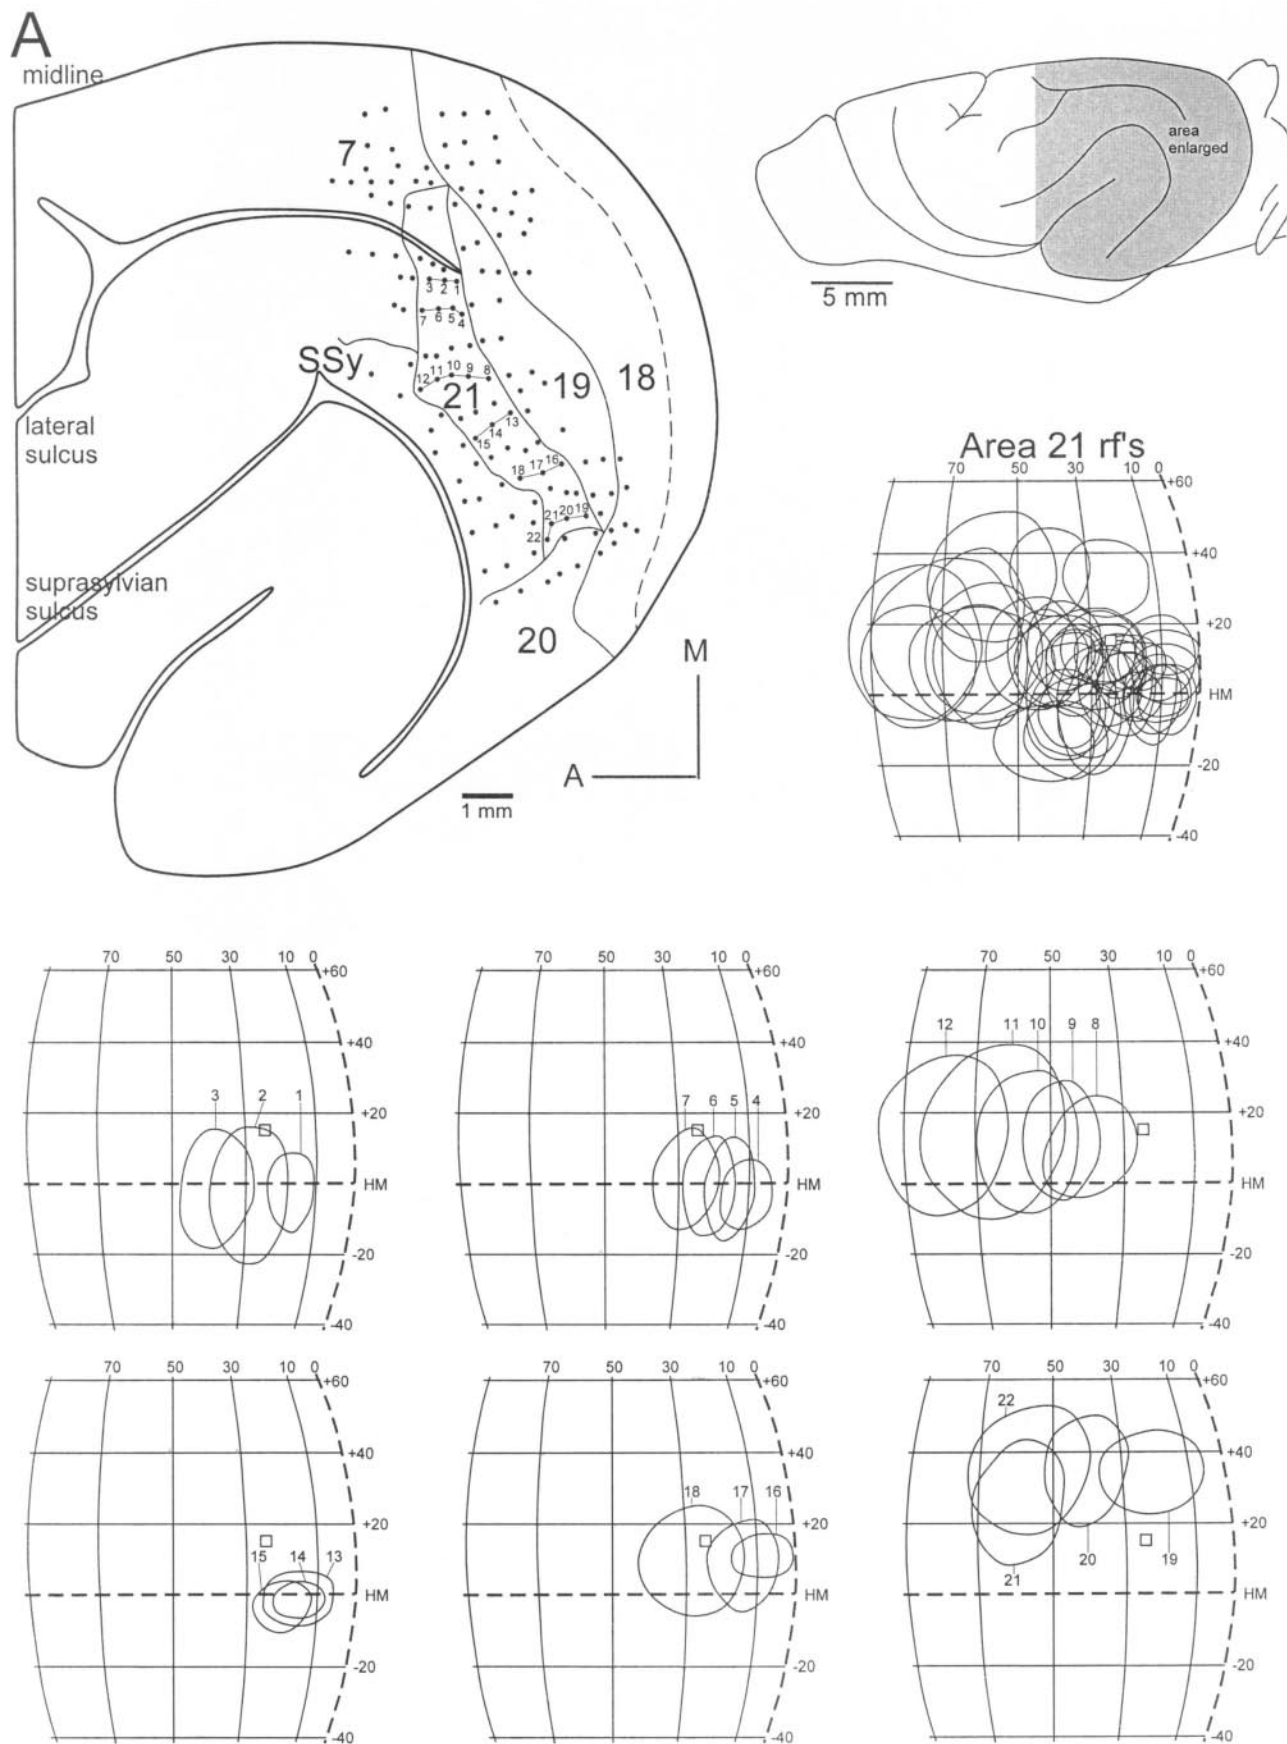 A
midline
7
area
enlarged
5 mm
3 2 1
7 6 5 4
SSy
12 11 10 9 8
21
19
18
lateral
sulcus
13
14
15
18 17 16
21 20 19
22
suprasylvian
sulcus
20
M
A
1 mm
Area 21 rf's
70 50 30 10 0
+60
+40
+20
HM
-20
-40
70 50 30 10 0
+60
+40
3 2 1
+20
HM
-20
-40
70 50 30 10 0
+60
+40
7 6 5 4
+20
HM
-20
-40
70 50 30 10 0
+60
12 11 10 9 8
+40
+20
HM
-20
-40
70 50 30 10 0
+60
+40
+20
15 14 13
HM
-20
-40
70 50 30 10 0
+60
+40
18 17 16
+20
HM
-20
-40
70 50 30 10 0
+60
22
+40
+20
21 20 19
HM
-20
-40